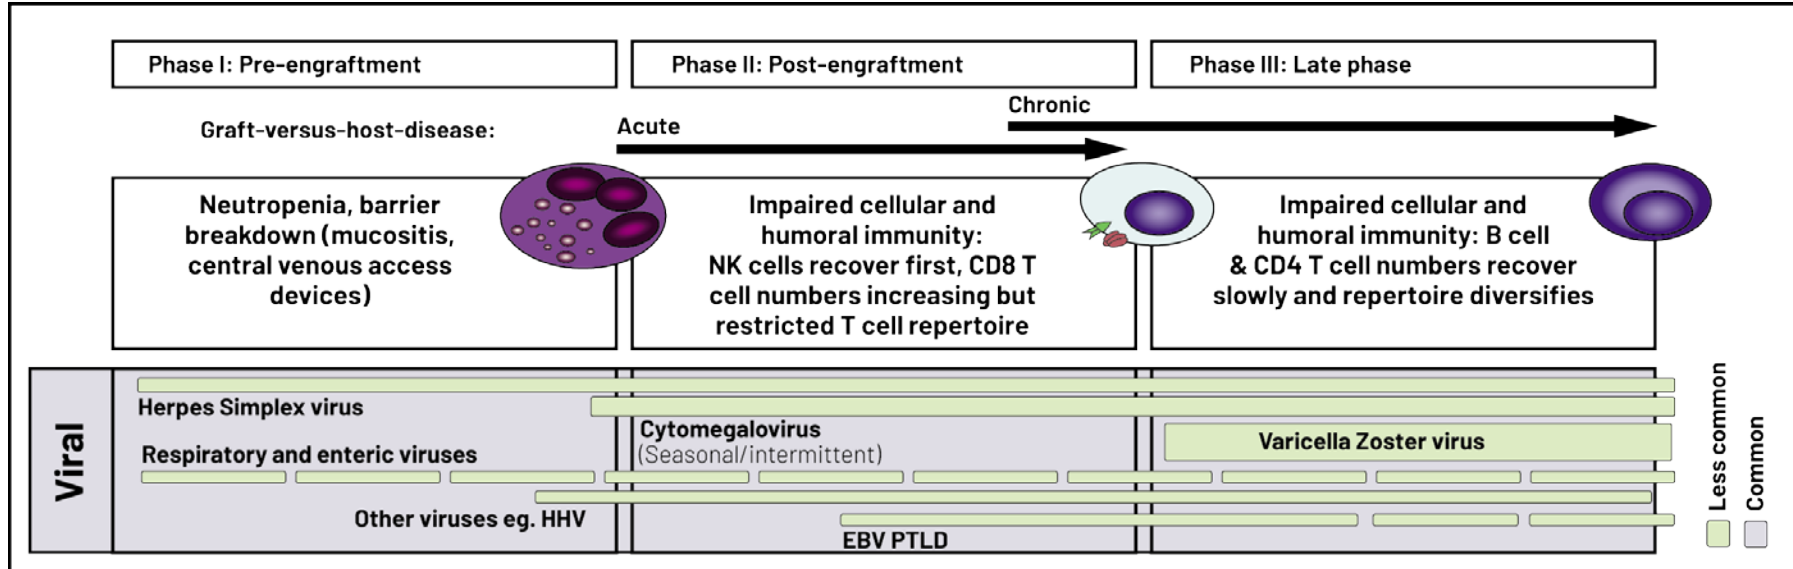 Phase I: Pre-engraftment
Phase II: Post-engraftment
Phase III: Late phase
Graft-versus-host-disease:
Acute
Chronic
Neutropenia, barrier
breakdown (mucositis,
central venous access
devices)
Impaired cellular and
humoral immunity:
NK cells recover first, CD8 T
cell numbers increasing but
restricted T cell repertoire
Impaired cellular and
humoral immunity: B cell
& CD4 T cell numbers recover
slowly and repertoire diversifies
Viral
Herpes Simplex virus
Cytomegalovirus
(Seasonal/intermittent)
Varicella Zoster virus
Respiratory and enteric viruses
Other viruses eg. HHV
EBV PTLD
Less common
Common